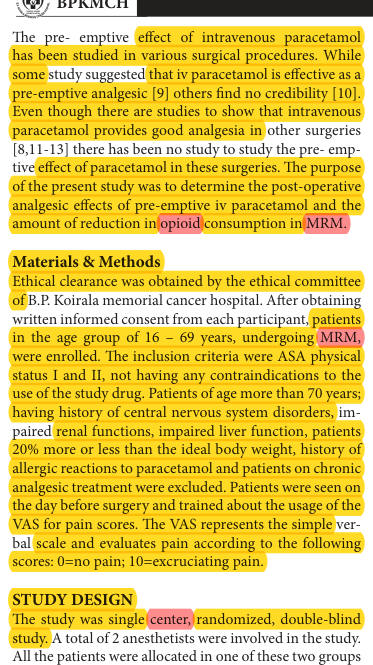 BPKMCH
The pre- emptive effect of intravenous paracetamol
has been studied in various surgical procedures. While
some study suggested that iv paracetamol is effective as a
pre-emptive analgesic [9] others find no credibility [10].
Even though there are studies to show that intravenous
paracetamol provides good analgesia in other surgeries
[8,11-13] there has been no study to study the pre- emp-
tive effect of paracetamol in these surgeries. The purpose
of the present study was to determine the post-operative
analgesic effects of pre-emptive iv paracetamol and the
amount of reduction in opioid consumption in MRM.
Materials & Methods
Ethical clearance was obtained by the ethical committee
of B.P. Koirala memorial cancer hospital. After obtaining
written informed consent from each participant, patients
in the age group of 16 – 69 years, undergoing MRM,
were enrolled. The inclusion criteria were ASA physical
status I and II, not having any contraindications to the
use of the study drug. Patients of age more than 70 years;
having history of central nervous system disorders, im-
paired renal functions, impaired liver function, patients
20% more or less than the ideal body weight, history of
allergic reactions to paracetamol and patients on chronic
analgesic treatment were excluded. Patients were seen on
the day before surgery and trained about the usage of the
VAS for pain scores. The VAS represents the simple ver-
bal scale and evaluates pain according to the following
scores: 0=no pain; 10=excruciating pain.
STUDY DESIGN
The study was single center, randomized, double-blind
study. A total of 2 anesthetists were involved in the study.
All the patients were allocated in one of these two groups